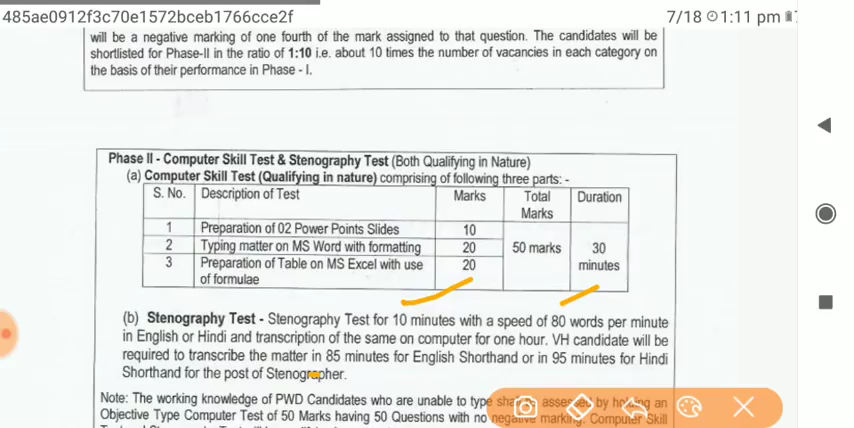 485ae0912f3c70e1572bceb1766cce2f 7/18 1:11 pm
will be a negative marking of one fourth of the mark assigned to that question. The candidates will be
shortlisted for Phase-II in the ratio of 1:10 i.e. about 10 times the number of vacancies in each category on
the basis of their performance in Phase - I.
Phase II - Computer Skill Test & Stenography Test (Both Qualifying in Nature)
(a) Computer Skill Test (Qualifying in nature) comprising of following three parts: -
S. No. Description of Test Marks Total Marks Duration
1 Preparation of 02 Power Points Slides 10
2 Typing matter on MS Word with formatting 20 50 marks 30
3 Preparation of Table on MS Excel with use 20 minutes
of formulae
(b) Stenography Test - Stenography Test for 10 minutes with a speed of 80 words per minute
in English or Hindi and transcription of the same on computer for one hour. VH candidate will be
required to transcribe the matter in 85 minutes for English Shorthand or in 95 minutes for Hindi
Shorthand for the post of Stenographer.
Note: The working knowledge of PWD Candidates who are unable to type shall be assessed by holding an
Objective Type Computer Test of 50 Marks having 50 Questions with no negative marking. Computer Skill